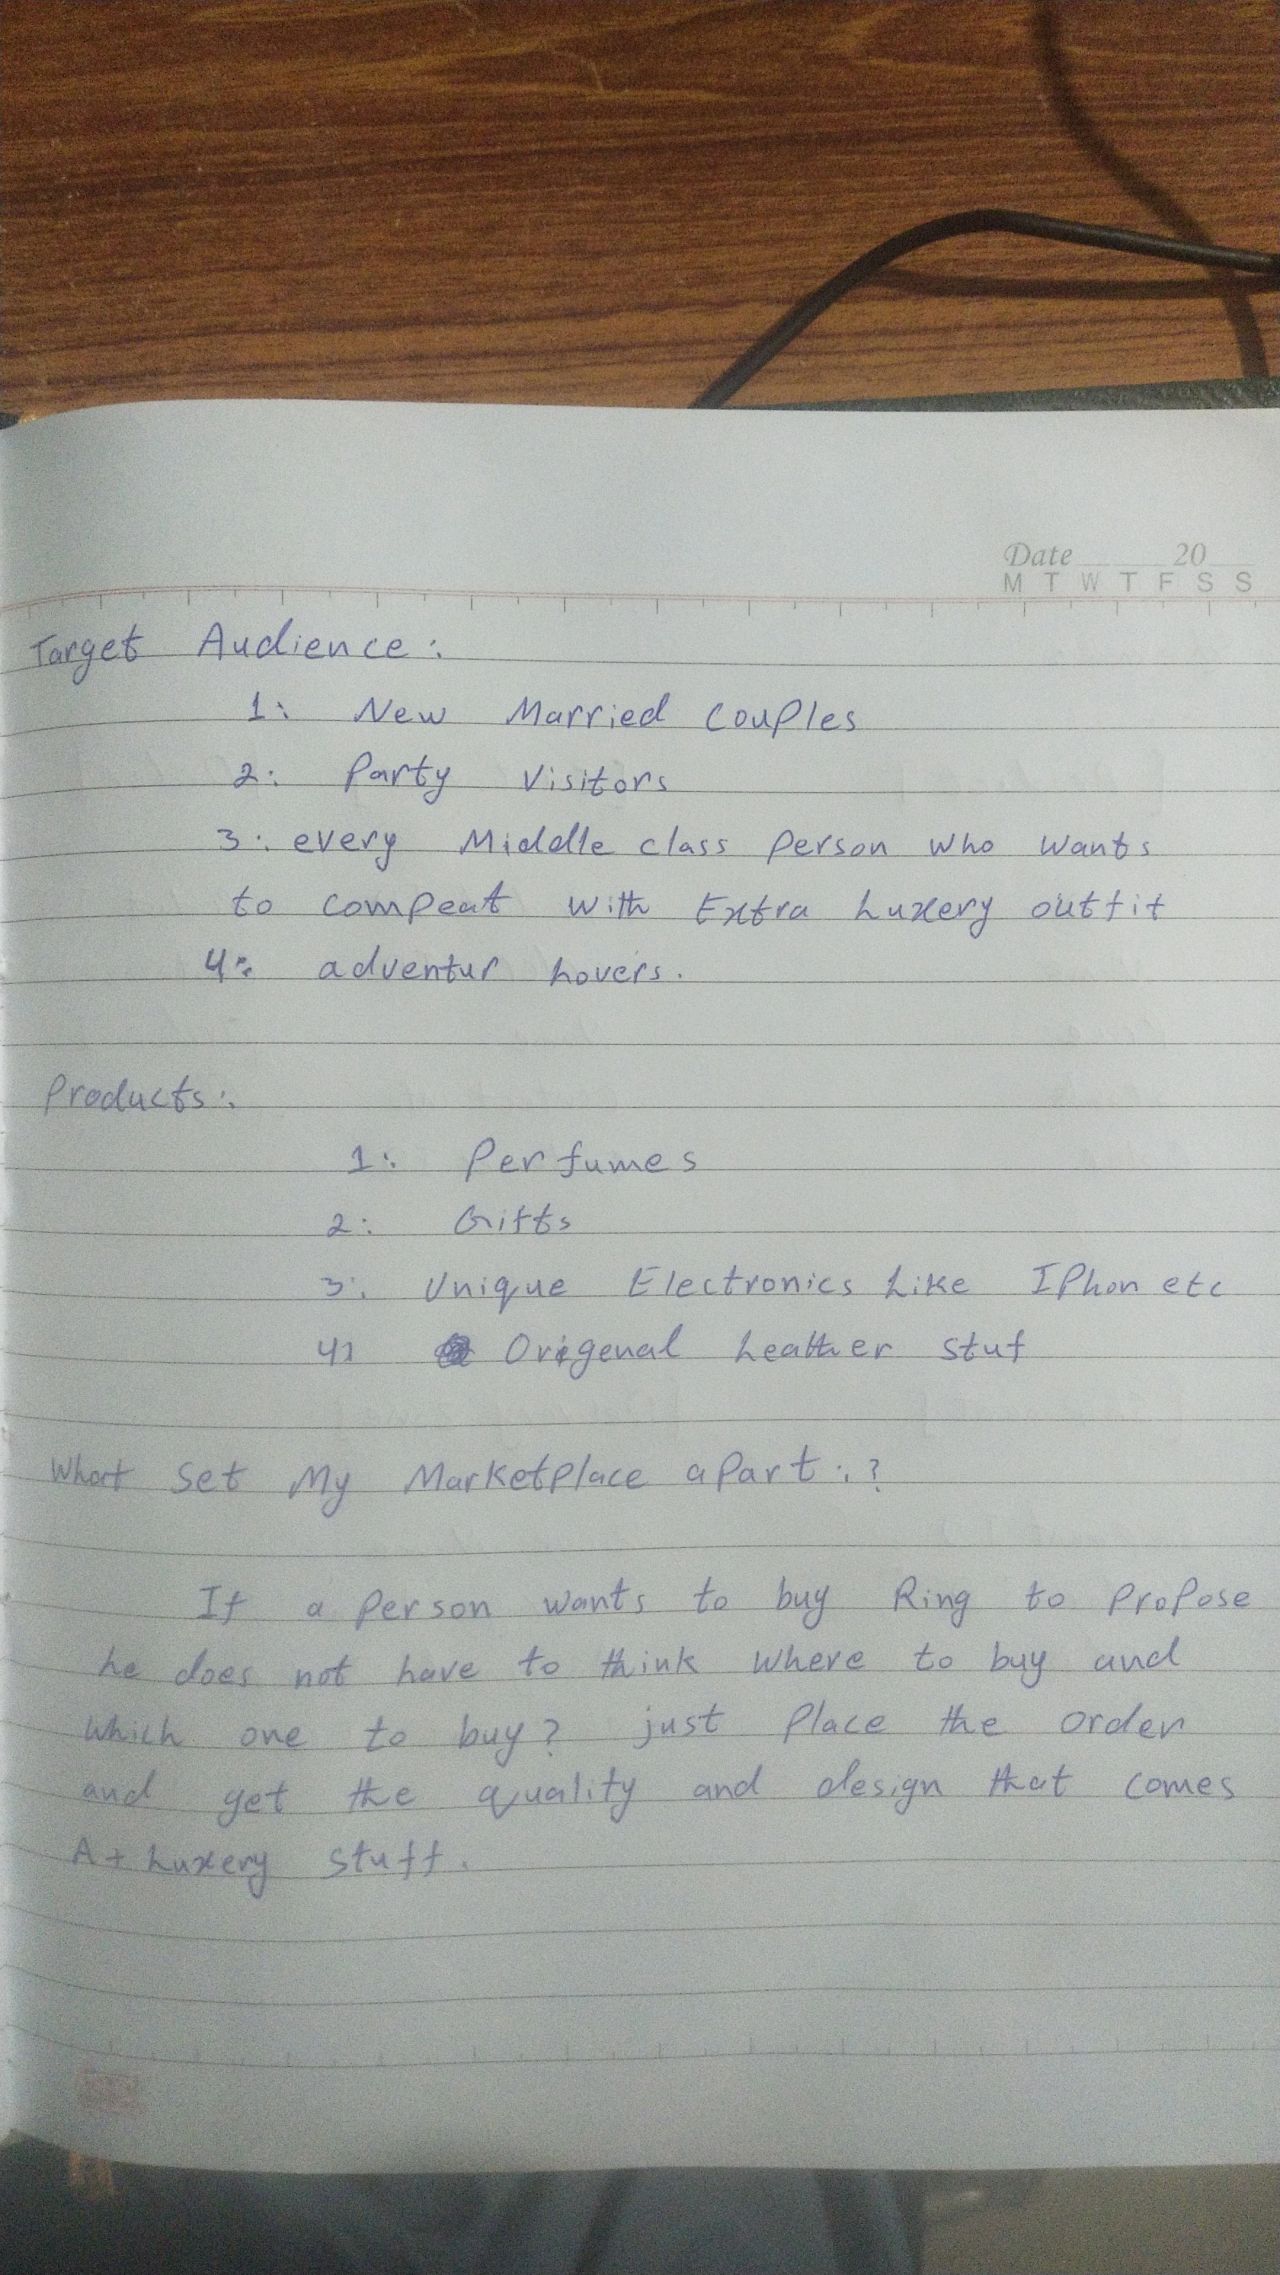 Date 20
M T W T F S S
Target Audience:
1: New Married Couples
2: Party Visitors
3: every Middle class Person who wants
to compeat with Extra Luxery outfit
4: adventur Lovers.
Products:
1: Perfumes
2: Gifts
3: Unique Electronics Like IPhon etc
4: Origenal Leather stuf
What set My Marketplace apart:?
If a Person wants to buy Ring to Propose
he does not have to think where to buy and
which one to buy? just Place the order
and get the quality and design that comes
A+ Luxery stuff.